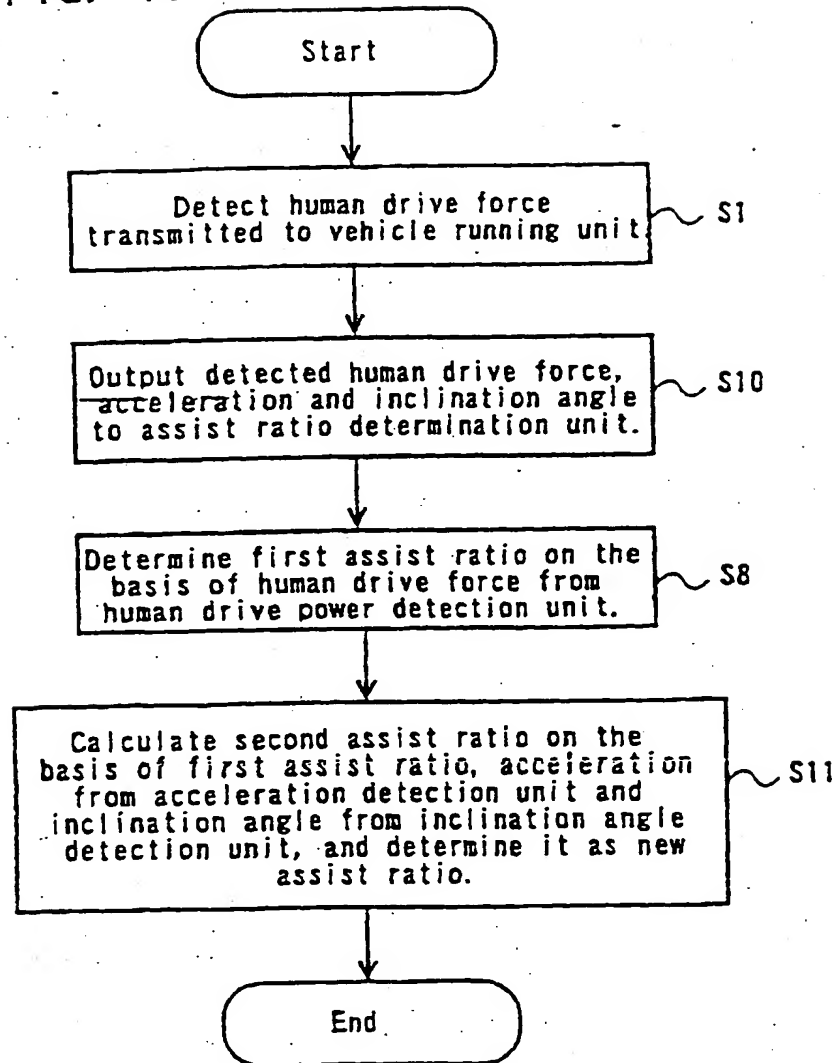 Start
Detect human drive force
transmitted to vehicle running unit.
S1
Output detected human drive force,
acceleration and inclination angle
to assist ratio determination unit.
S10
Determine first assist ratio on the
basis of human drive force from
human drive power detection unit.
S8
Calculate second assist ratio on the
basis of first assist ratio, acceleration
from acceleration detection unit and
inclination angle from inclination angle
detection unit, and determine it as new
assist ratio.
S11
End